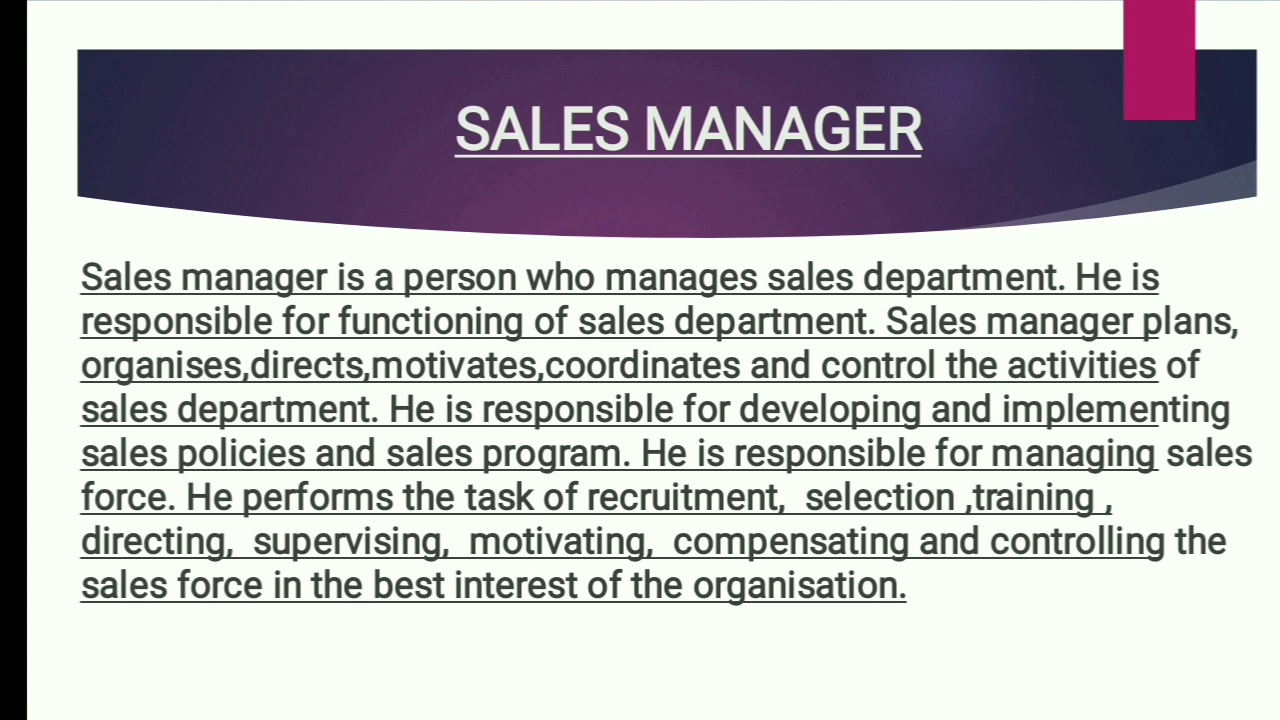 SALES MANAGER
Sales manager is a person who manages sales department. He is
responsible for functioning of sales department. Sales manager plans,
organises,directs,motivates,coordinates and control the activities of
sales department. He is responsible for developing and implementing
sales policies and sales program. He is responsible for managing sales
force. He performs the task of recruitment,  selection ,training ,
directing,  supervising,  motivating,  compensating and controlling the
sales force in the best interest of the organisation.